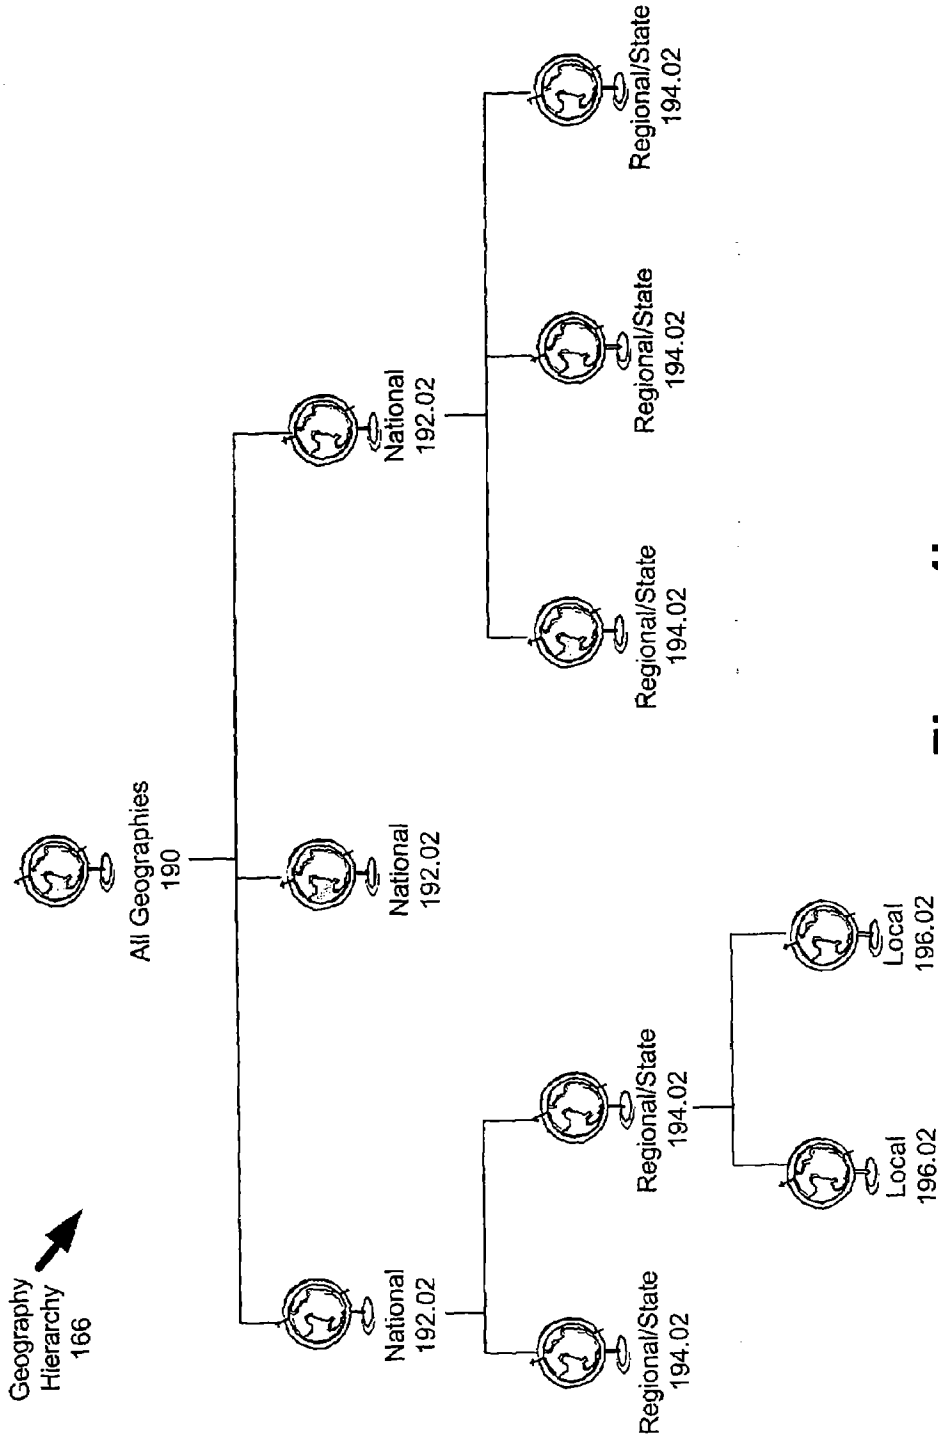 Geography
Hierarchy
166
All Geographies
190
National
192.02
National
192.02
National
192.02
Regional/State
194.02
Regional/State
194.02
Regional/State
194.02
Regional/State
194.02
Regional/State
194.02
Local
196.02
Local
196.02